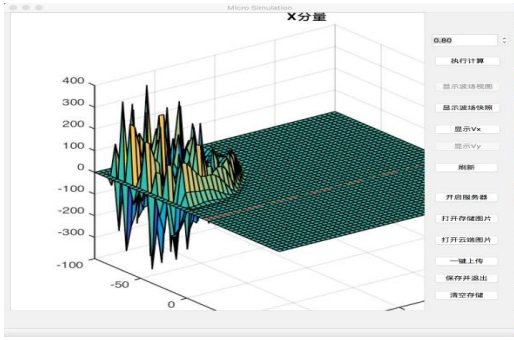 Micro Simulation
X分量
400
300
200
100
0
-100
-200
-300
-100
-50
0
0.80
执行计算
显示波场视图
显示波场快照
显示Vx
显示Vy
刷新
开启服务器
打开存储图片
打开云端图片
一键上传
保存并退出
清空存储